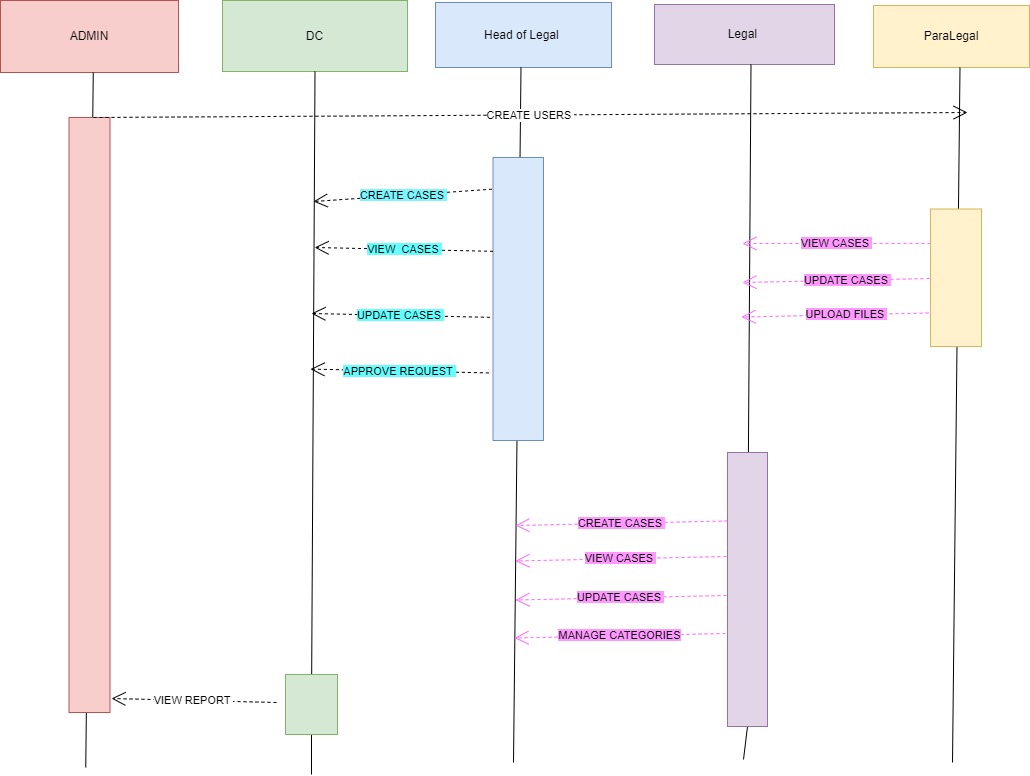 ADMIN
DC
Head of Legal
Legal
ParaLegal
CREATE USERS
CREATE CASES
VIEW CASES
UPDATE CASES
APPROVE REQUEST
VIEW CASES
UPDATE CASES
UPLOAD FILES
CREATE CASES
VIEW CASES
UPDATE CASES
MANAGE CATEGORIES
VIEW REPORT